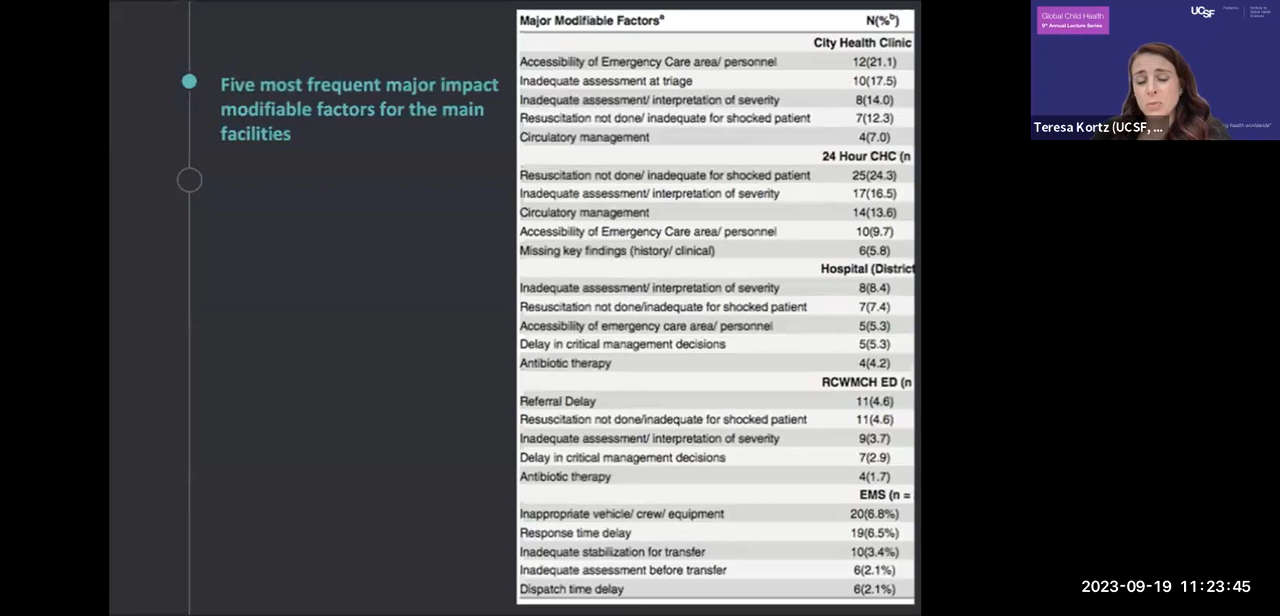 Five most frequent major impact
modifiable factors for the main
facilities
Major Modifiable Factorsa N(%b)
City Health Clinic
Accessibility of Emergency Care area/ personnel 12(21.1)
Inadequate assessment at triage 10(17.5)
Inadequate assessment/ interpretation of severity 8(14.0)
Resuscitation not done/ inadequate for shocked patient 7(12.3)
Circulatory management 4(7.0)
24 Hour CHC (n
Resuscitation not done/ inadequate for shocked patient 25(24.3)
Inadequate assessment/ interpretation of severity 17(16.5)
Circulatory management 14(13.6)
Accessibility of Emergency Care area/ personnel 10(9.7)
Missing key findings (history/ clinical) 6(5.8)
Hospital (District
Inadequate assessment/ interpretation of severity 8(8.4)
Resuscitation not done/inadequate for shocked patient 7(7.4)
Accessibility of emergency care area/ personnel 5(5.3)
Delay in critical management decisions 5(5.3)
Antibiotic therapy 4(4.2)
RCWMCH ED (n
Referral Delay 11(4.6)
Resuscitation not done/inadequate for shocked patient 11(4.6)
Inadequate assessment/ interpretation of severity 9(3.7)
Delay in critical management decisions 7(2.9)
Antibiotic therapy 4(1.7)
EMS (n =
Inappropriate vehicle/ crew/ equipment 20(6.8%)
Response time delay 19(6.5%)
Inadequate stabilization for transfer 10(3.4%)
Inadequate assessment before transfer 6(2.1%)
Dispatch time delay 6(2.1%)
Global Child Health
9th Annual Lecture Series
UCSF
health worldwide"
Teresa Kortz (UCSF, ...
2023-09-19 11:23:45